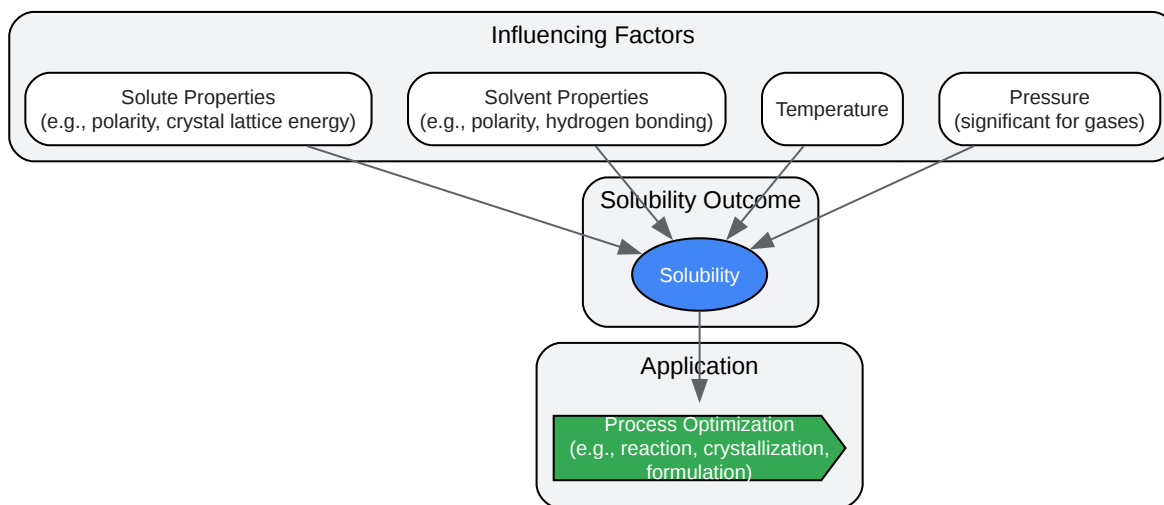 Influencing Factors
Solute Properties
(e.g., polarity, crystal lattice energy)
Solvent Properties
(e.g., polarity, hydrogen bonding)
Temperature
Pressure
(significant for gases)
Solubility Outcome
Solubility
Application
Process Optimization
(e.g., reaction, crystallization,
formulation)